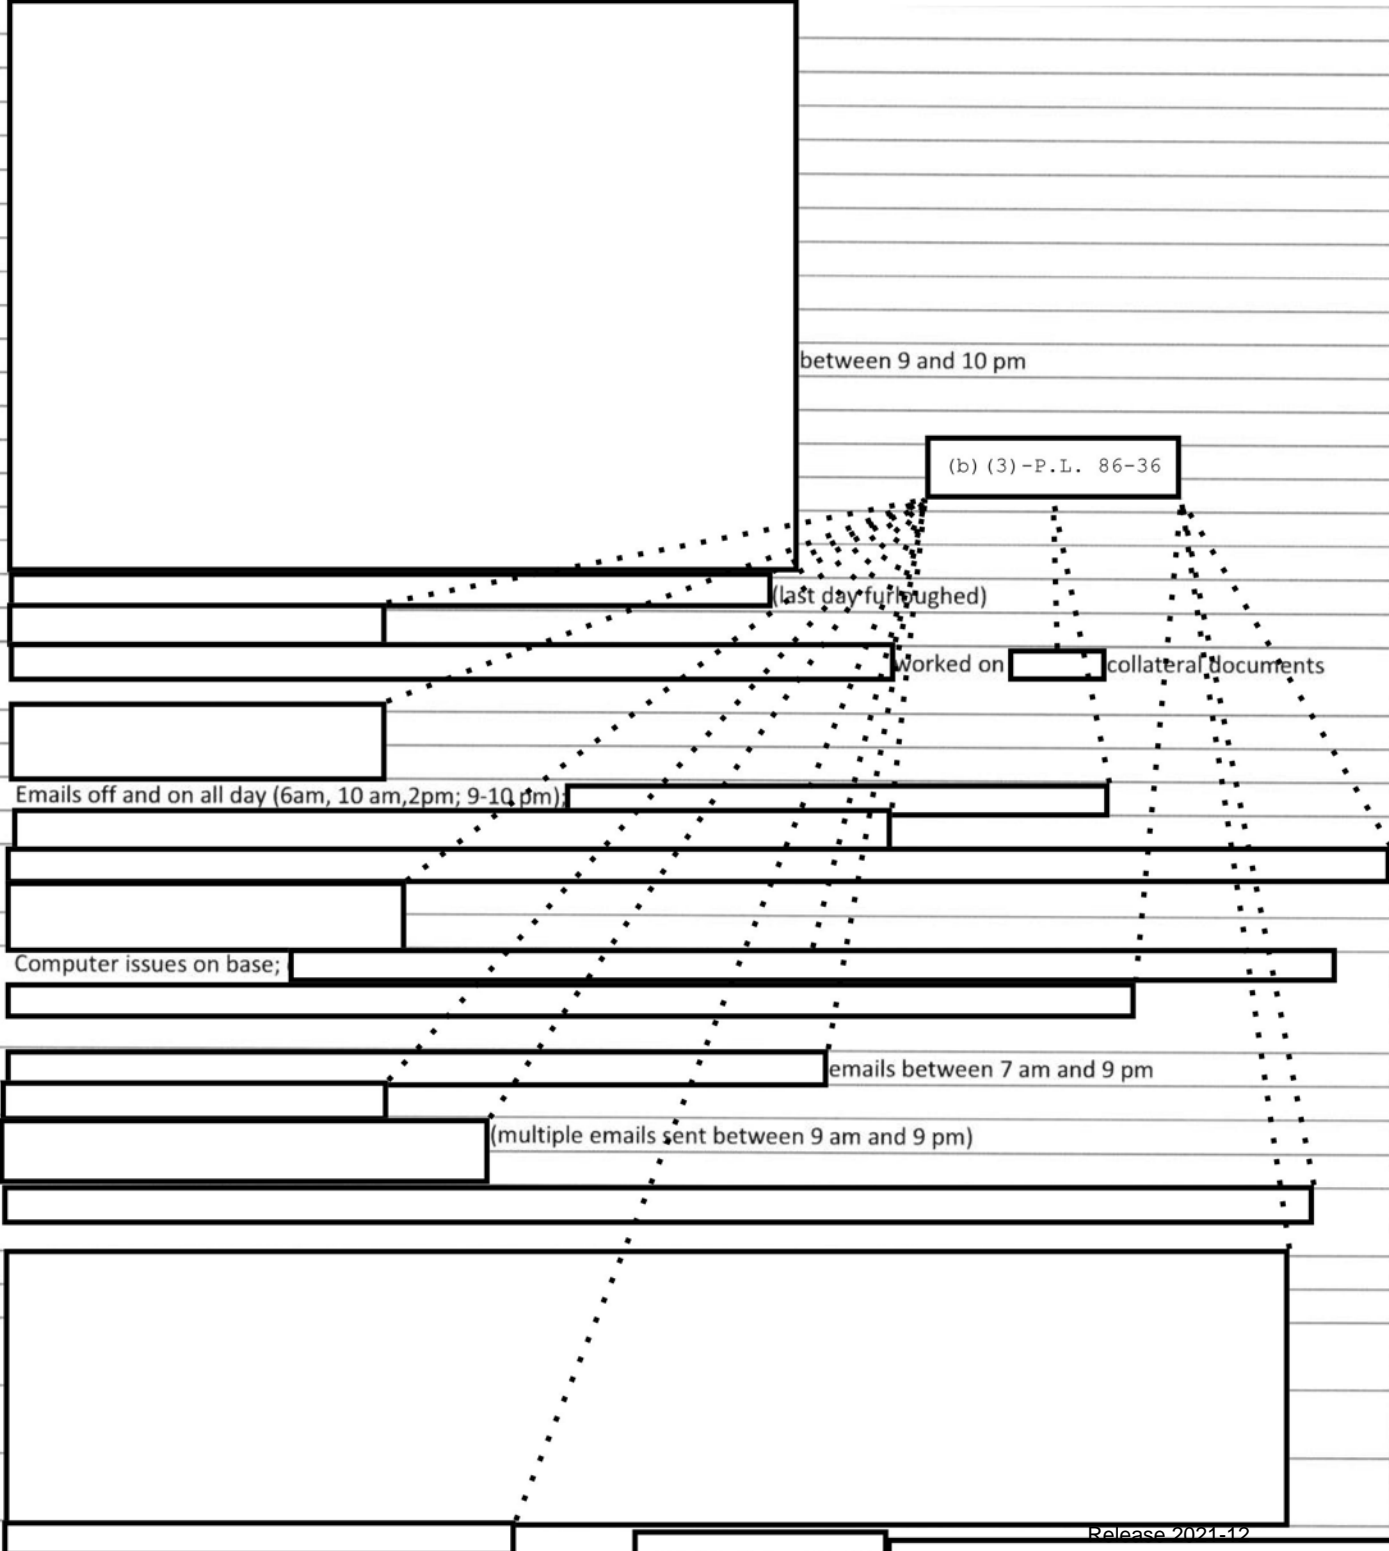 between 9 and 10 pm
(b)(3)-P.L. 86-36
(last day furloughed)
worked on collateral documents
Emails off and on all day (6am, 10 am,2pm; 9-10 pm);
Computer issues on base;
emails between 7 am and 9 pm
(multiple emails sent between 9 am and 9 pm)
Release 2021-12